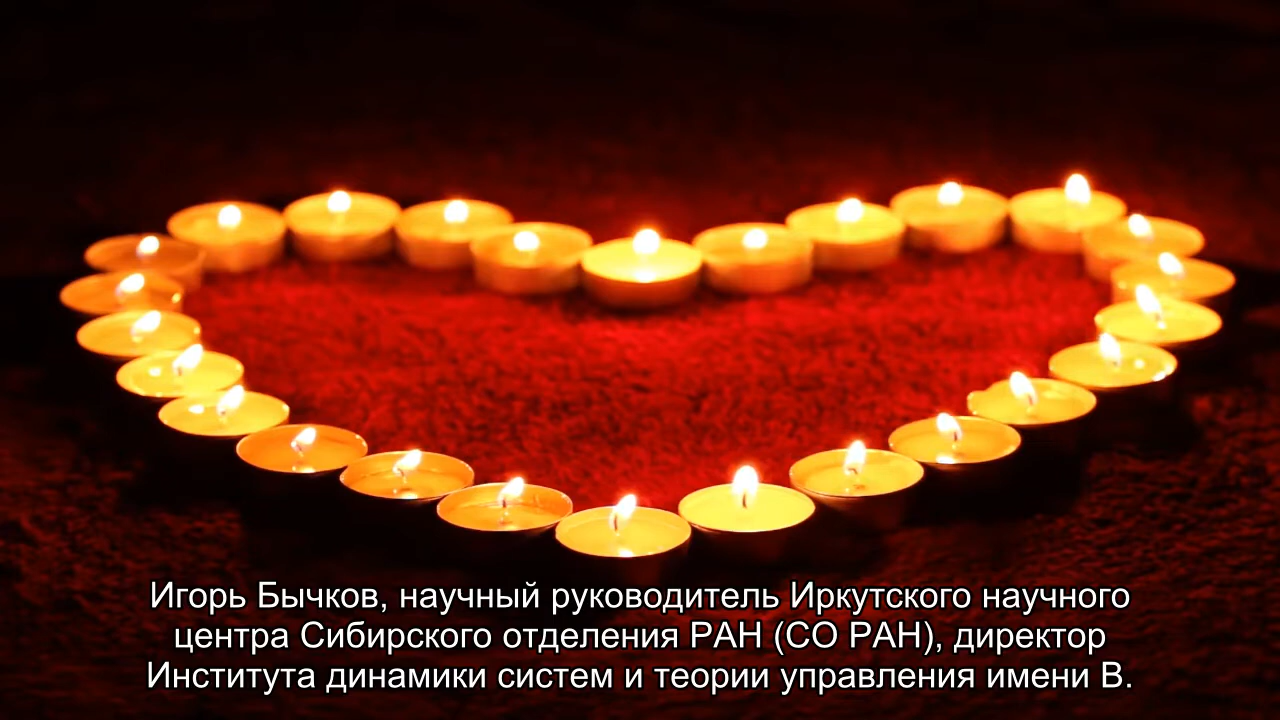 Игорь Бычков, научный руководитель Иркутского научного
центра Сибирского отделения РАН (СО РАН), директор
Института динамики систем и теории управления имени В.